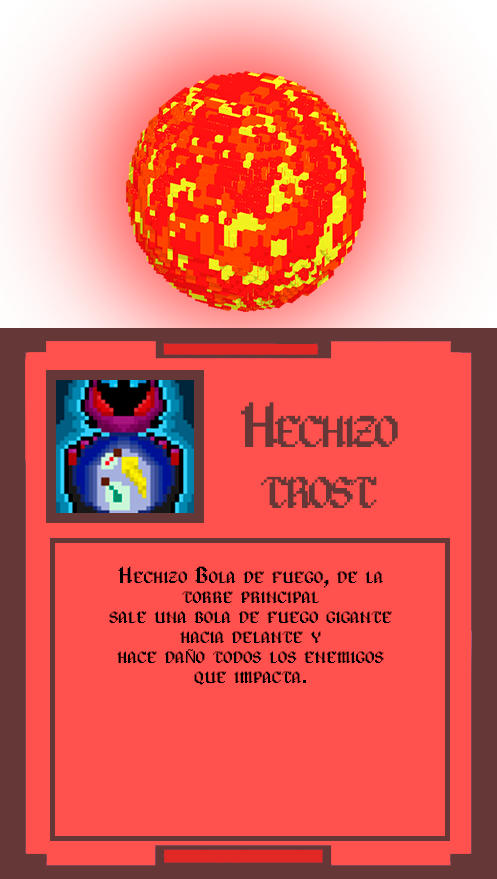 Hechizo
trost
Hechizo Bola de fuego, de la
torre principal
sale una bola de fuego gigante
hacia delante y
hace daño todos los enemigos
que impacta.